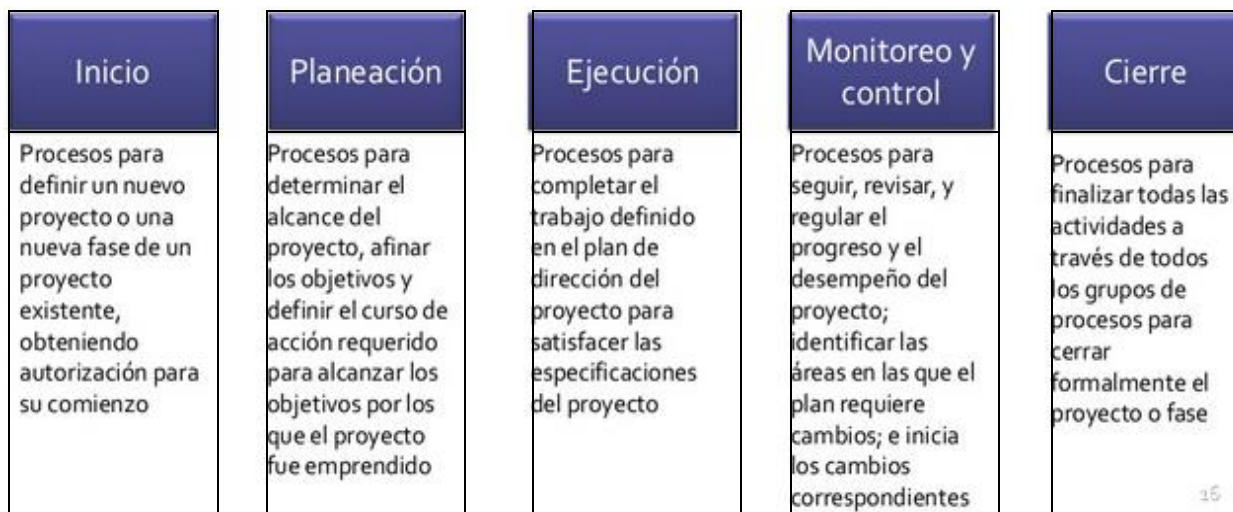 Inicio
Procesos para
definir un nuevo
proyecto o una
nueva fase de un
proyecto
existente,
obteniendo
autorización para
su comienzo
Planeación
Procesos para
determinar el
alcance del
proyecto, afinar
los objetivos y
definir el curso de
acción requerido
para alcanzar los
objetivos por los
que el proyecto
fue emprendido
Ejecución
Procesos para
completar el
trabajo definido
en el plan de
dirección del
proyecto para
satisfacer las
especificaciones
del proyecto
Monitoreo y
control
Procesos para
seguir, revisar, y
regular el
progreso y el
desempeño del
proyecto;
identificar las
áreas en las que el
plan requiere
cambios; e inicia
los cambios
correspondientes
Cierre
Procesos para
finalizar todas las
actividades a
través de todos
los grupos de
procesos para
cerrar
formalmente el
proyecto o fase
16